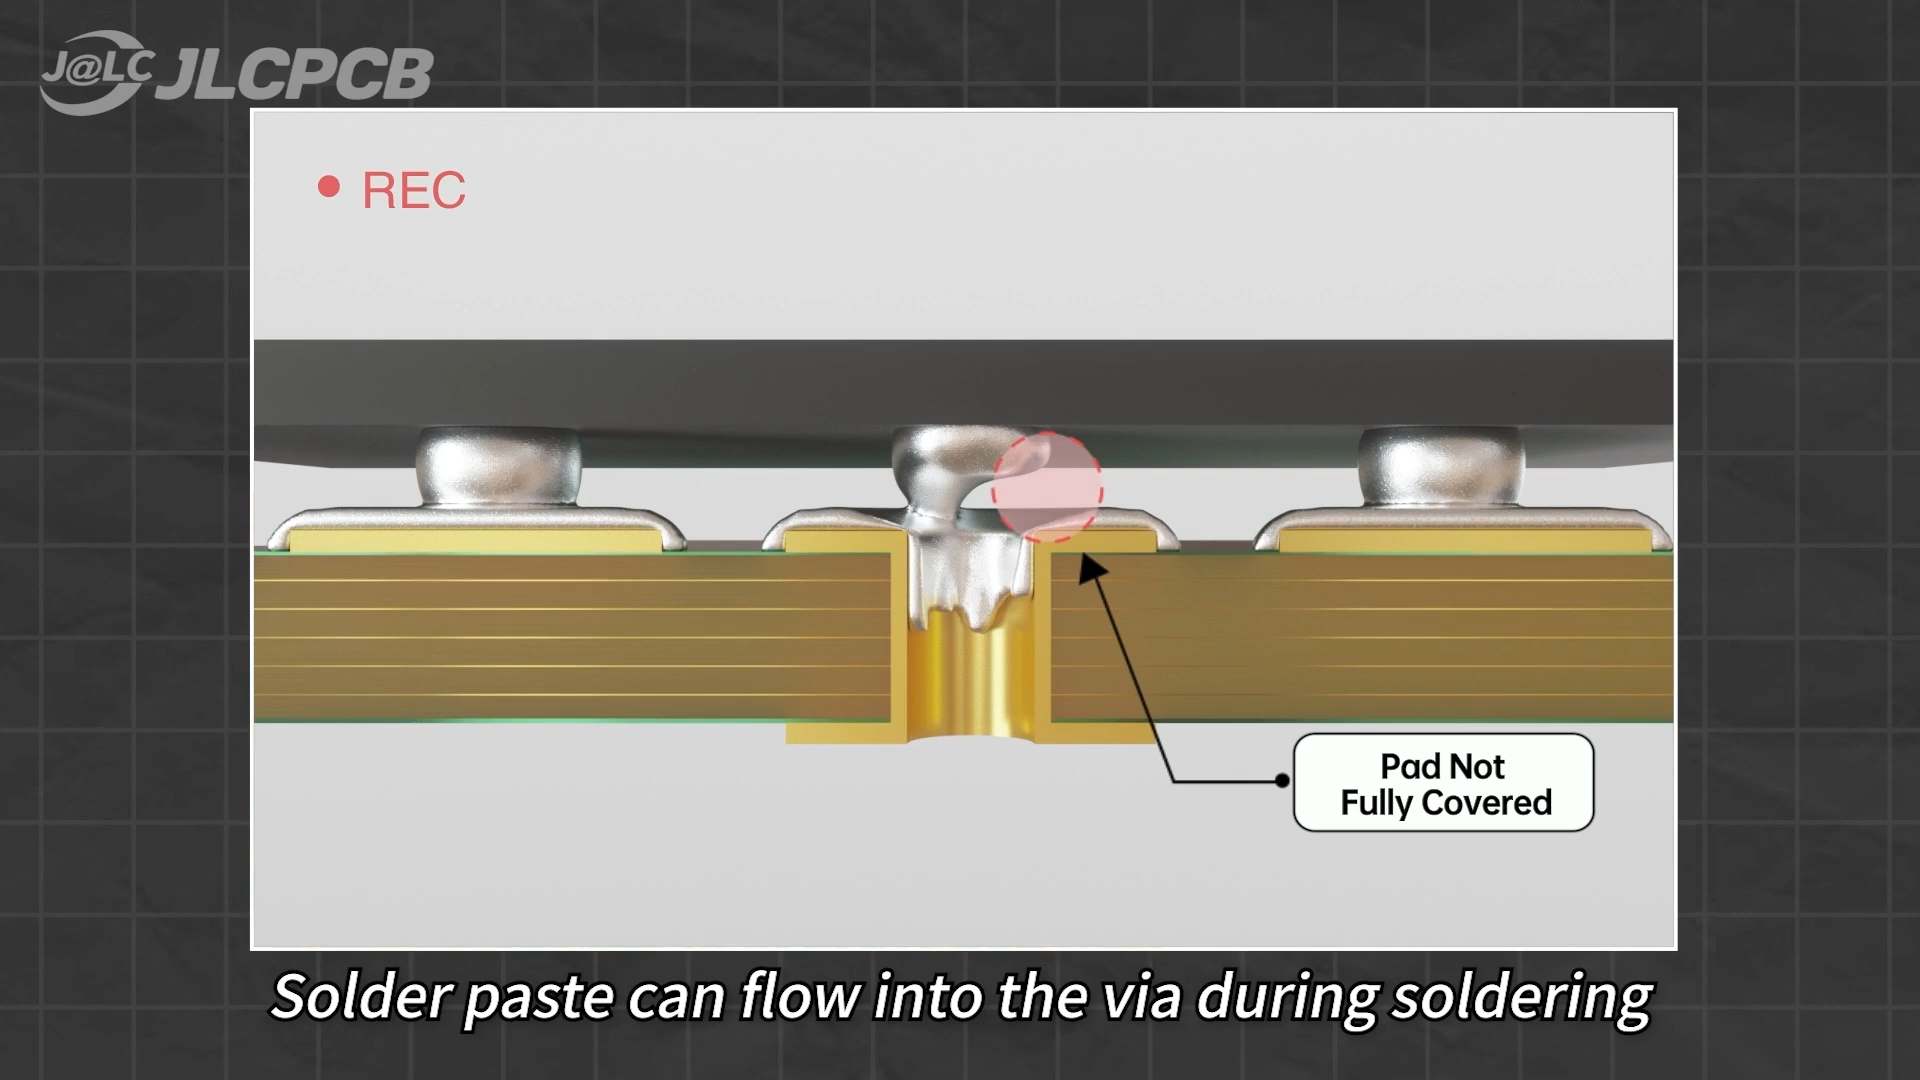 J@LC JLCPCB
REC
Pad Not
Fully Covered
Solder paste can flow into the via during soldering